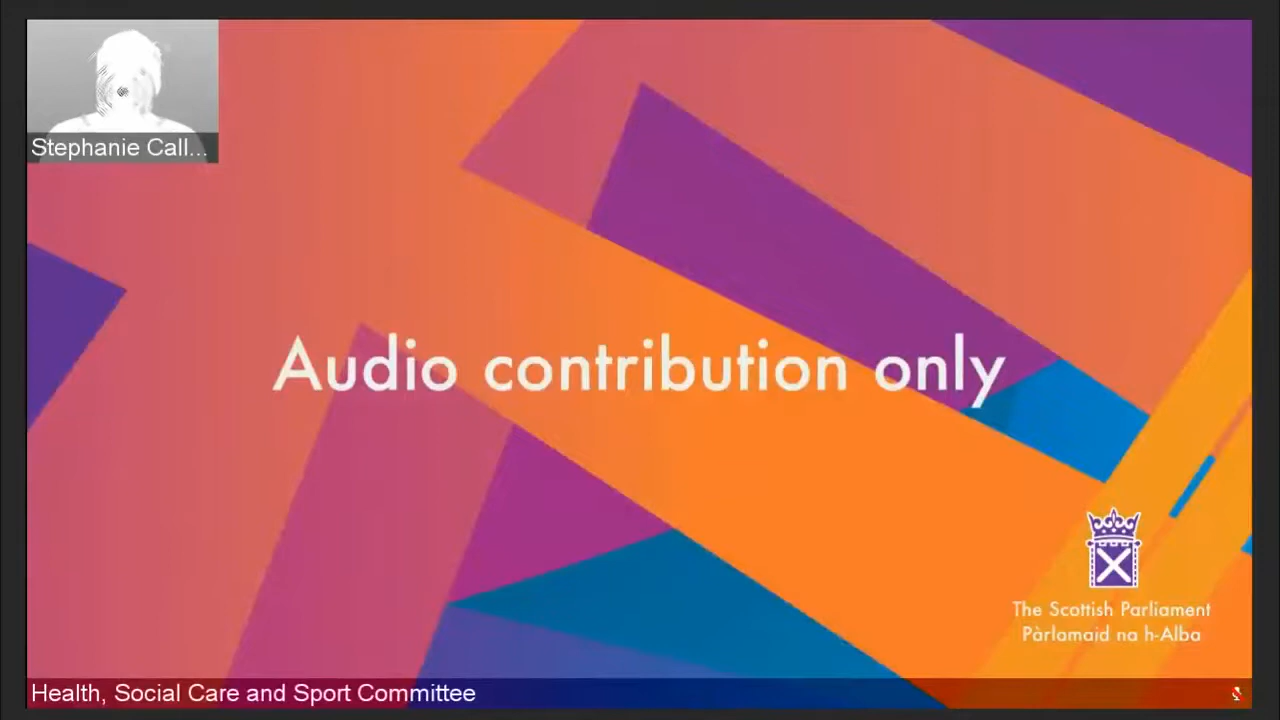 Stephanie Call...
Audio contribution only
The Scottish Parliament
Pàrlamaid na h-Alba
Health, Social Care and Sport Committee